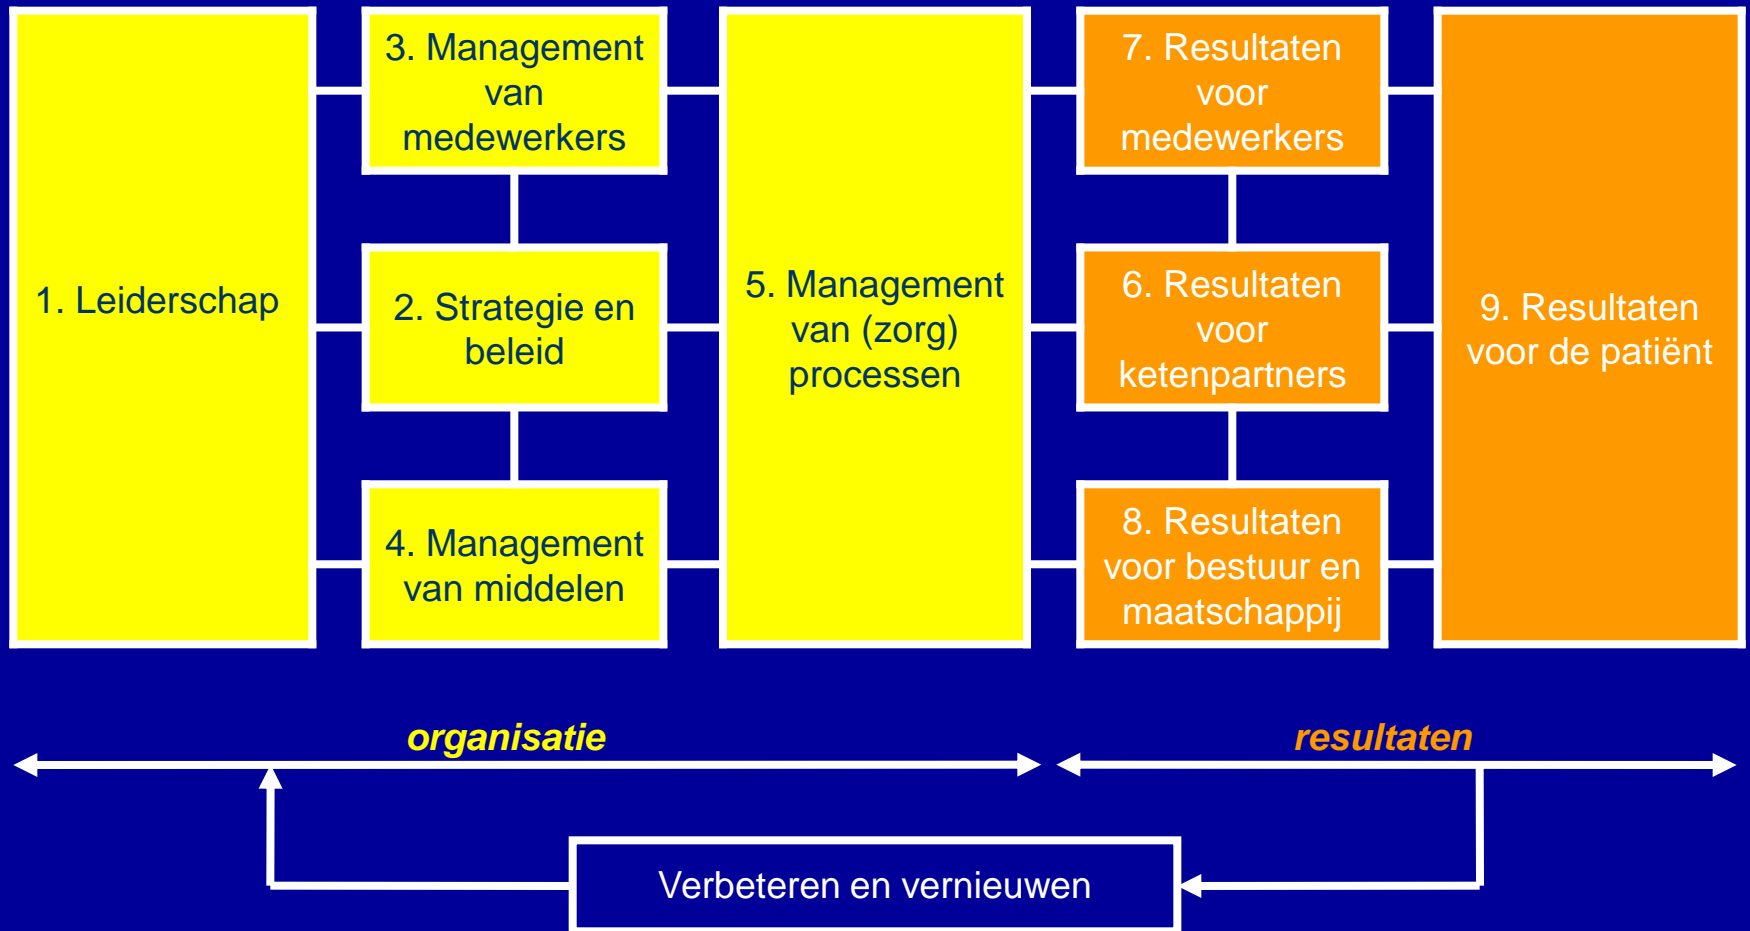 1. Leiderschap
3. Management
van
medewerkers
2. Strategie en
beleid
4. Management
van middelen
5. Management
van (zorg)
processen
7. Resultaten
voor
medewerkers
6. Resultaten
voor
ketenpartners
8. Resultaten
voor bestuur en
maatschappij
9. Resultaten
voor de patiënt
organisatie
resultaten
Verbeteren en vernieuwen